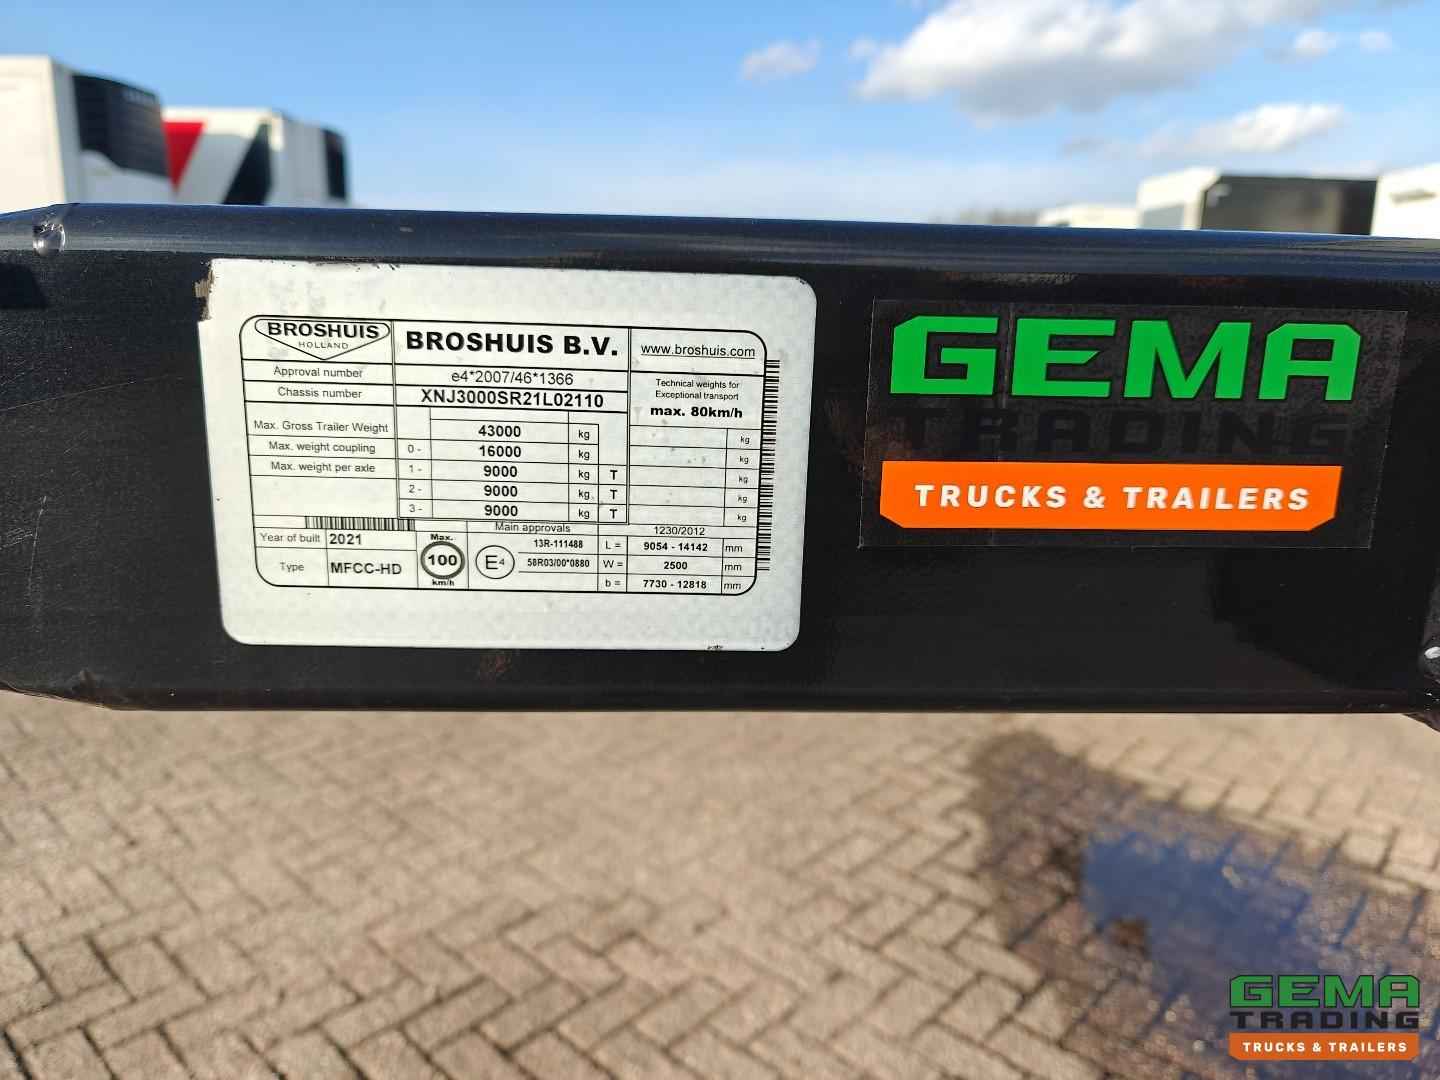 BROSHUIS
HOLLAND
BROSHUIS B.V.
www.broshuis.com
Approval number e4*2007/46*1366
Chassis number XNJ3000SR21L02110
Technical weights for
Exceptional transport
max. 80km/h
Max. Gross Trailer Weight 43000 kg
Max. weight coupling 0 - 16000 kg
Max. weight per axle 1 - 9000 kg T
2 - 9000 kg T
3 - 9000 kg T
kg
kg
kg
kg
kg
Year of built 2021
Type MFCC-HD
Max.
100
km/h
Main approvals 1230/2012
E4
13R-111488
58R03/00*0880
L = 9054 - 14142 mm
W = 2500 mm
b = 7730 - 12818 mm
GEMA
TRADING
TRUCKS & TRAILERS
GEMA
TRADING
TRUCKS & TRAILERS